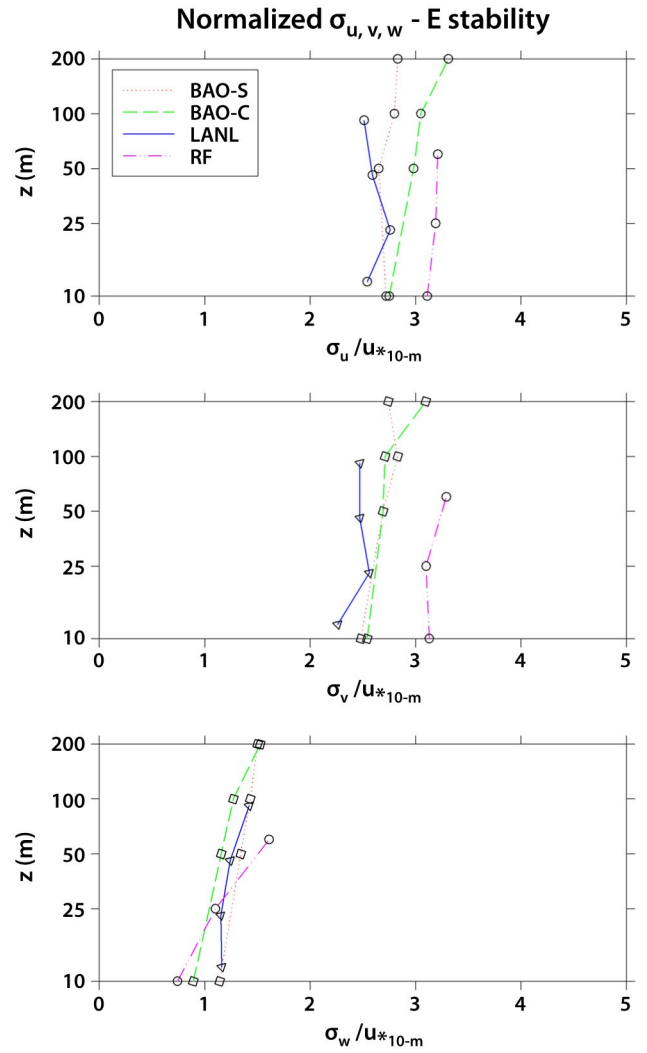 Normalized σu, v, w - E stability
200
100
50
25
10
z (m)
BAO-S
BAO-C
LANL
RF
0 1 2 3 4 5
σu /u*10-m
200
100
50
25
10
z (m)
0 1 2 3 4 5
σv /u*10-m
200
100
50
25
10
z (m)
0 1 2 3 4 5
σw /u*10-m